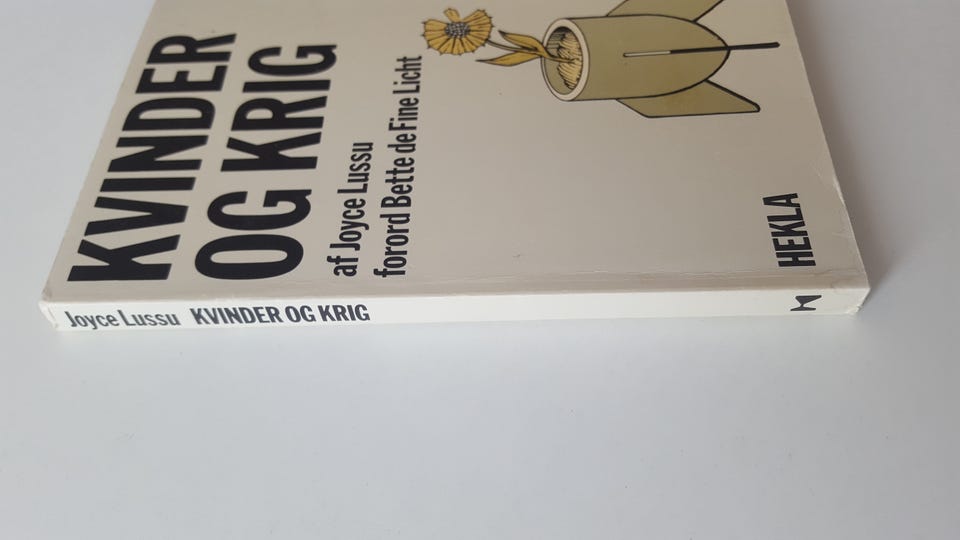 KVINDER
OG KRIG
af Joyce Lussu
forord Bette de Fine Licht
HEKLA
Joyce Lussu KVINDER OG KRIG